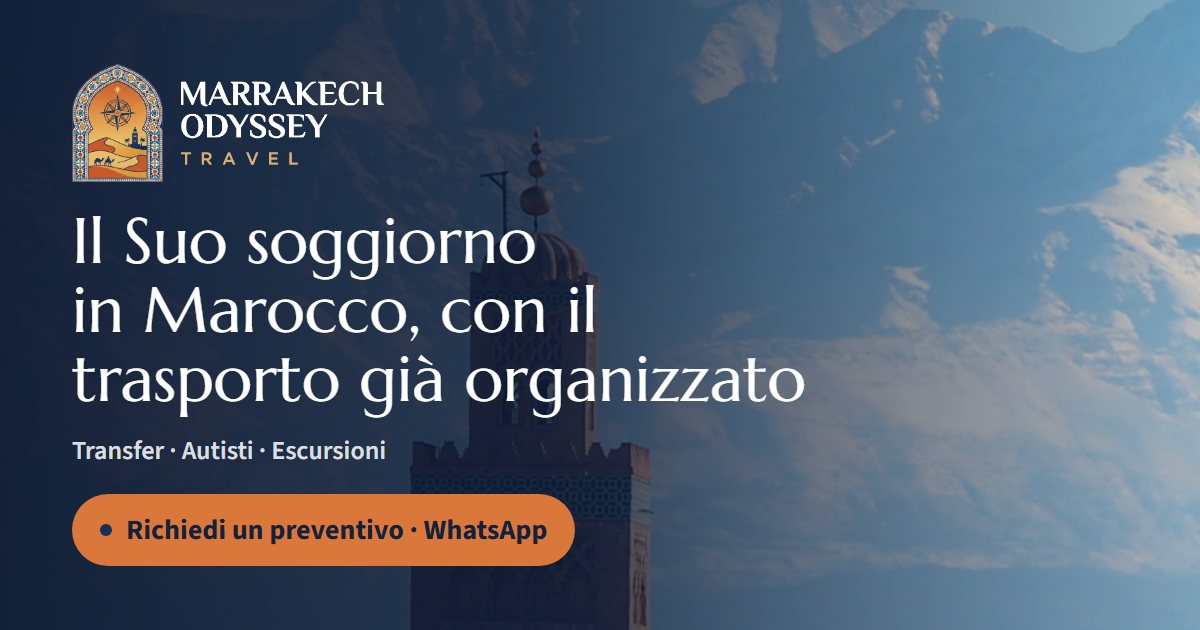 MARRAKECH
ODYSSEY
TRAVEL
Il Suo soggiorno
in Marocco, con il
trasporto già organizzato
Transfer · Autisti · Escursioni
Richiedi un preventivo · WhatsApp